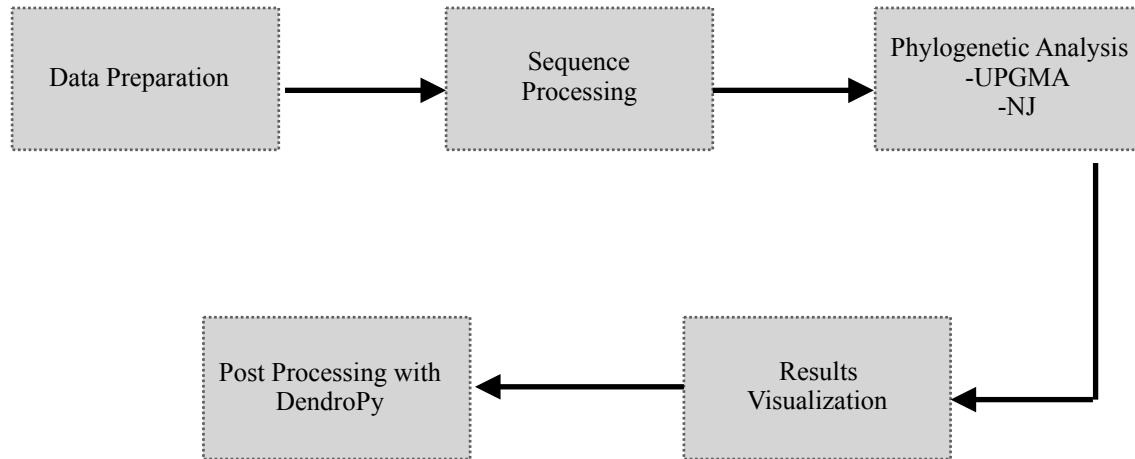 Data Preparation
Sequence
Processing
Phylogenetic Analysis
-UPGMA
-NJ
Results
Visualization
Post Processing with
DendroPy